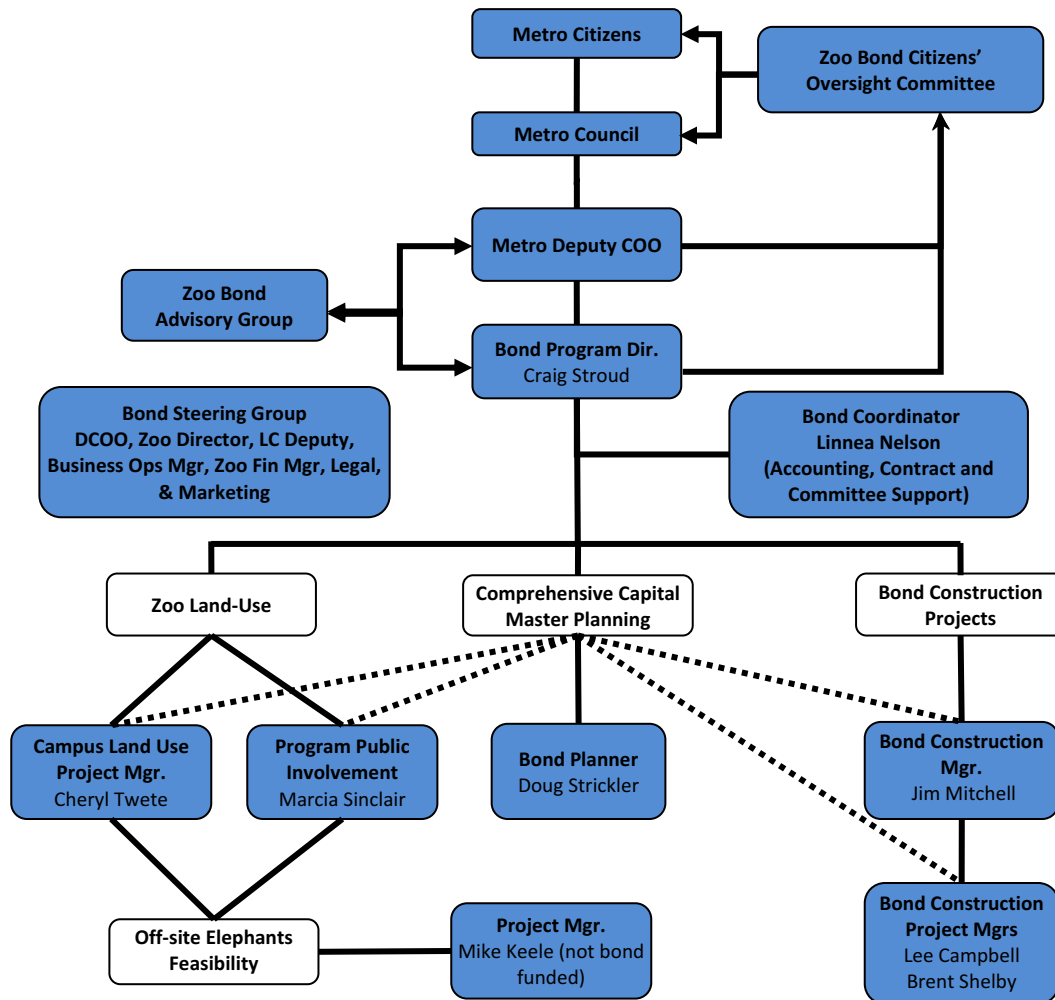 Metro Citizens
Zoo Bond Citizens'
Oversight Committee
Metro Council
Metro Deputy COO
Zoo Bond
Advisory Group
Bond Program Dir.
Craig Stroud
Bond Steering Group
DCOO, Zoo Director, LC Deputy,
Business Ops Mgr, Zoo Fin Mgr, Legal,
& Marketing
Bond Coordinator
Linnea Nelson
(Accounting, Contract and
Committee Support)
Zoo Land-Use
Comprehensive Capital
Master Planning
Bond Construction
Projects
Campus Land Use
Project Mgr.
Cheryl Twete
Program Public
Involvement
Marcia Sinclair
Bond Planner
Doug Strickler
Bond Construction
Mgr.
Jim Mitchell
Off-site Elephants
Feasibility
Project Mgr.
Mike Keele (not bond
funded)
Bond Construction
Project Mgrs
Lee Campbell
Brent Shelby